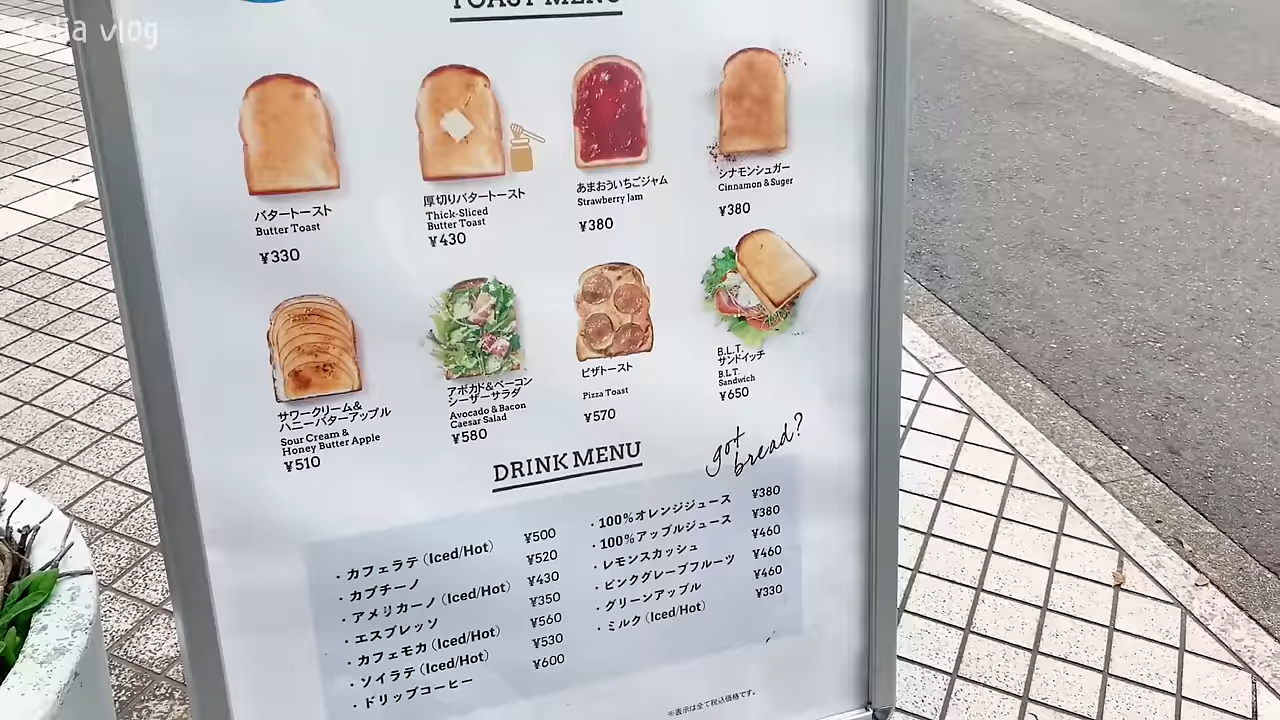 celia vlog
TOAST MENU
バタートースト
Butter Toast
¥330
厚切りバタートースト
Thick-Sliced
Butter Toast
¥430
あまおういちごジャム
Strawberry Jam
¥380
シナモンシュガー
Cinnamon & Suger
¥380
サワークリーム&
ハニーバターアップル
Sour Cream &
Honey Butter Apple
¥510
アボカド&ベーコン
シーザーサラダ
Avocado & Bacon
Caesar Salad
¥580
ピザトースト
Pizza Toast
¥570
B.L.T.
サンドイッチ
B.L.T.
Sandwich
¥650
got
bread?
DRINK MENU
・カフェラテ(Iced/Hot) ¥500
・カプチーノ ¥520
・アメリカーノ(Iced/Hot) ¥430
・エスプレッソ ¥350
・カフェモカ(Iced/Hot) ¥560
・ソイラテ(Iced/Hot) ¥530
・ドリップコーヒー ¥600
・100%オレンジジュース ¥380
・100%アップルジュース ¥380
・レモンスカッシュ ¥460
・ピンクグレープフルーツ ¥460
・グリーンアップル ¥460
・ミルク(Iced/Hot) ¥330
※表示は全て税込価格です。